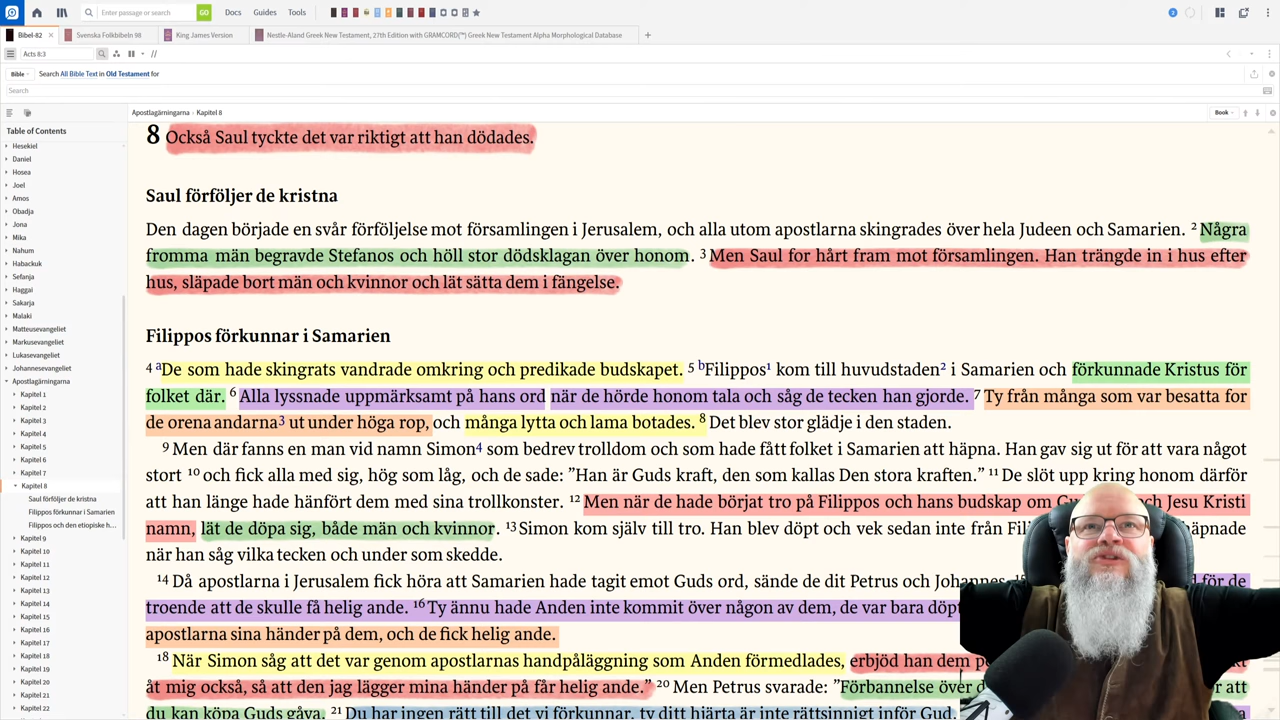 Enter passage or search GO Docs Guides Tools 2
Bibel-82 Svenska Folkbibeln 98 King James Version Nestle-Aland Greek New Testament, 27th Edition with GRAMCORD(™) Greek New Testament Alpha Morphological Database
Acts 8:3
Bible Search All Bible Text in Old Testament for
Search
Apostlagärningarna › Kapitel 8 Book
Table of Contents
Hesekiel
Daniel
Hosea
Joel
Amos
Obadja
Jona
Mika
Nahum
Habackuk
Sefanja
Haggai
Sakarja
Malaki
Matteusevangeliet
Markusevangeliet
Lukasevangeliet
Johannesevangeliet
Apostlagärningarna
Kapitel 1
Kapitel 2
Kapitel 3
Kapitel 4
Kapitel 5
Kapitel 6
Kapitel 7
Kapitel 8
Saul förföljer de kristna
Filippos förkunnar i Samarien
Filippos och den etiopiske h...
Kapitel 9
Kapitel 10
Kapitel 11
Kapitel 12
Kapitel 13
Kapitel 14
Kapitel 15
Kapitel 16
Kapitel 17
Kapitel 18
Kapitel 19
Kapitel 20
Kapitel 21
Kapitel 22
8 Också Saul tyckte det var riktigt att han dödades.
Saul förföljer de kristna
Den dagen började en svår förföljelse mot församlingen i Jerusalem, och alla utom apostlarna skingrades över hela Judeen och Samarien. 2 Några
fromma män begravde Stefanos och höll stor dödsklagan över honom. 3 Men Saul for hårt fram mot församlingen. Han trängde in i hus efter
hus, släpade bort män och kvinnor och lät sätta dem i fängelse.
Filippos förkunnar i Samarien
4 a De som hade skingrats vandrade omkring och predikade budskapet. 5 b Filippos1 kom till huvudstaden2 i Samarien och förkunnade Kristus för
folket där. 6 Alla lyssnade uppmärksamt på hans ord när de hörde honom tala och såg de tecken han gjorde. 7 Ty från många som var besatta for
de orena andarna3 ut under höga rop, och många lytta och lama botades. 8 Det blev stor glädje i den staden.
9 Men där fanns en man vid namn Simon4 som bedrev trolldom och som hade fått folket i Samarien att häpna. Han gav sig ut för att vara något
stort 10 och fick alla med sig, hög som låg, och de sade: ”Han är Guds kraft, den som kallas Den stora kraften.” 11 De slöt upp kring honom därför
att han länge hade hänfört dem med sina trollkonster. 12 Men när de hade börjat tro på Filippos och hans budskap om Gu och Jesu Kristi
namn, lät de döpa sig, både män och kvinnor. 13 Simon kom själv till tro. Han blev döpt och vek sedan inte från Fili häpnade
när han såg vilka tecken och under som skedde.
14 Då apostlarna i Jerusalem fick höra att Samarien hade tagit emot Guds ord, sände de dit Petrus och Johannes. för de
troende att de skulle få helig ande. 16 Ty ännu hade Anden inte kommit över någon av dem, de var bara döpt
apostlarna sina händer på dem, och de fick helig ande.
18 När Simon såg att det var genom apostlarnas handpåläggning som Anden förmedlades, erbjöd han dem p
åt mig också, så att den jag lägger mina händer på får helig ande.” 20 Men Petrus svarade: ”Förbannelse över d r att
du kan köpa Guds gåva. 21 Du har ingen rätt till det vi förkunnar, ty ditt hjärta är inte rättsinnigt inför Gud.